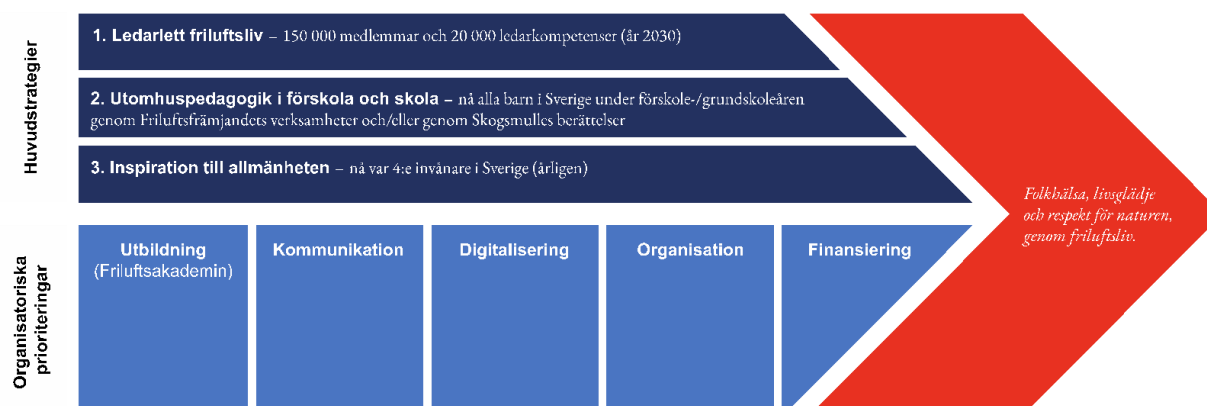 Huvudstrategier
1. Ledarlett friluftsliv – 150 000 medlemmar och 20 000 ledarkompetenser (år 2030)
2. Utomhuspedagogik i förskola och skola – nå alla barn i Sverige under förskole-/grundskoleåren
genom Friluftsfrämjandets verksamheter och/eller genom Skogsmulles berättelser
3. Inspiration till allmänheten – nå var 4:e invånare i Sverige (årligen)
Folkhälsa, livsglädje
och respekt för naturen,
genom friluftsliv.
Organisatoriska
prioriteringar
Utbildning
(Friluftsakademin)
Kommunikation
Digitalisering
Organisation
Finansiering